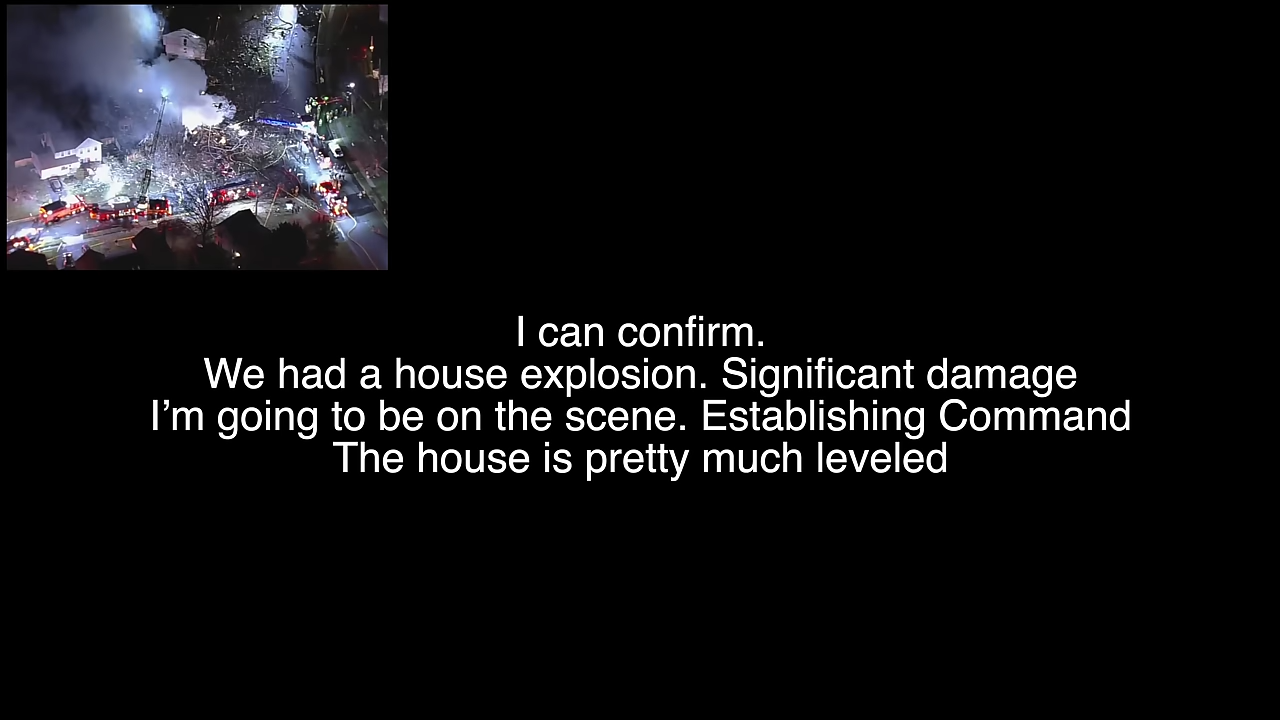 I can confirm.
We had a house explosion. Significant damage
I’m going to be on the scene. Establishing Command
The house is pretty much leveled